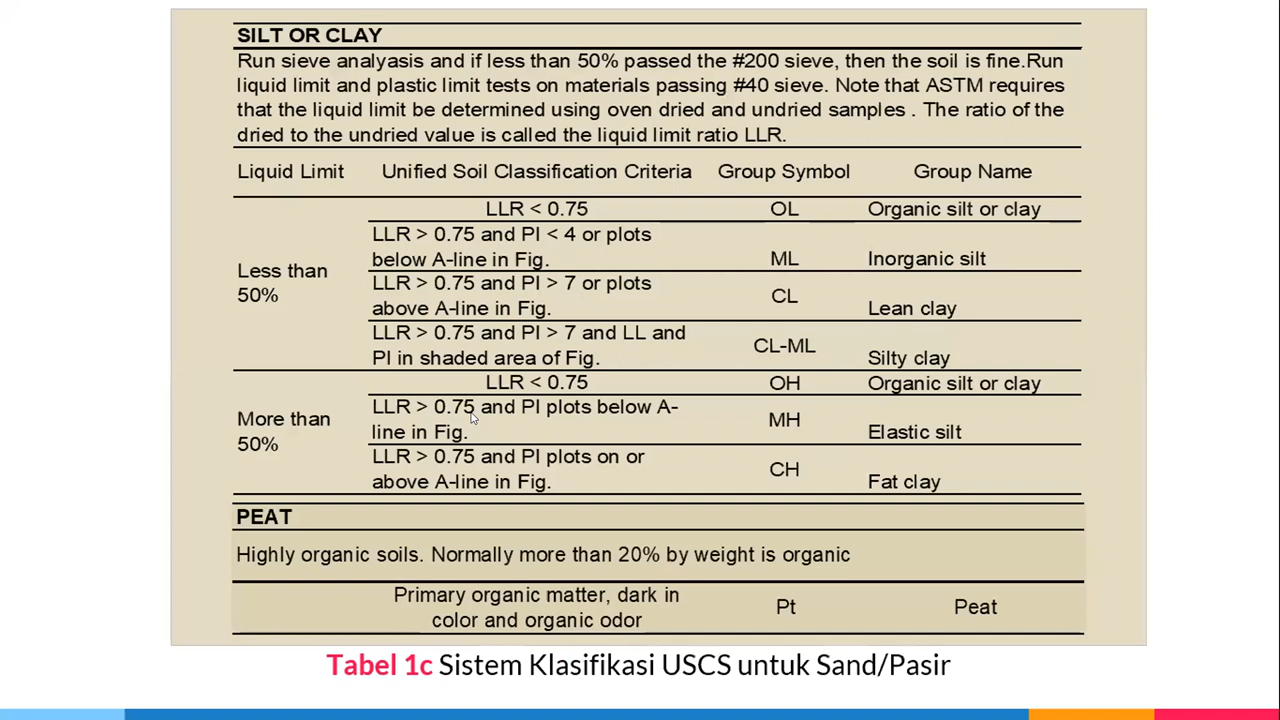 SILT OR CLAY
Run sieve analyasis and if less than 50% passed the #200 sieve, then the soil is fine.Run
liquid limit and plastic limit tests on materials passing #40 sieve. Note that ASTM requires
that the liquid limit be determined using oven dried and undried samples . The ratio of the
dried to the undried value is called the liquid limit ratio LLR.
Liquid Limit Unified Soil Classification Criteria Group Symbol Group Name
Less than
50%
LLR < 0.75 OL Organic silt or clay
LLR > 0.75 and PI < 4 or plots
below A-line in Fig. ML Inorganic silt
LLR > 0.75 and PI > 7 or plots
above A-line in Fig. CL Lean clay
LLR > 0.75 and PI > 7 and LL and
PI in shaded area of Fig. CL-ML Silty clay
More than
50%
LLR < 0.75 OH Organic silt or clay
LLR > 0.75 and PI plots below A-
line in Fig. MH Elastic silt
LLR > 0.75 and PI plots on or
above A-line in Fig. CH Fat clay
PEAT
Highly organic soils. Normally more than 20% by weight is organic
Primary organic matter, dark in
color and organic odor Pt Peat
Tabel 1c Sistem Klasifikasi USCS untuk Sand/Pasir